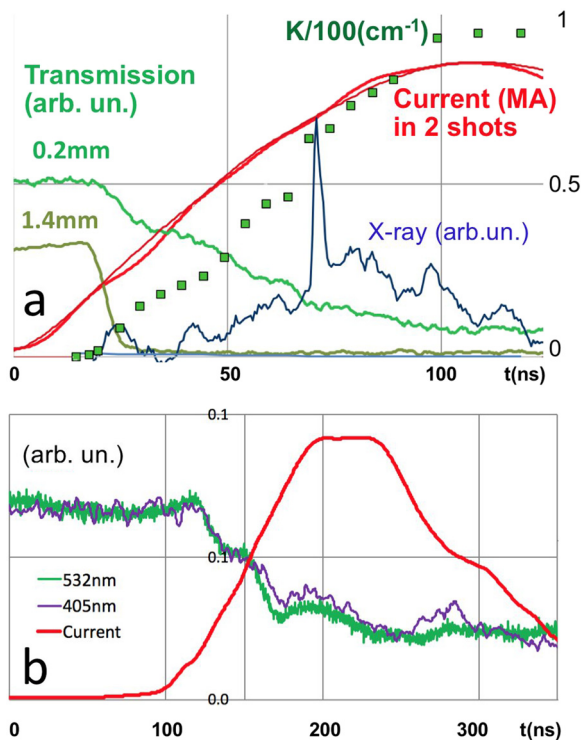 1
K/100(cm-1)
Transmission
(arb. un.)
Current (MA)
in 2 shots
0.2mm
0.5
1.4mm
X-ray (arb.un.)
a
0
0
50
100
t(ns)
0.1
(arb. un.)
0.1
532nm
405nm
Current
b
0.0
0
100
200
300
t(ns)